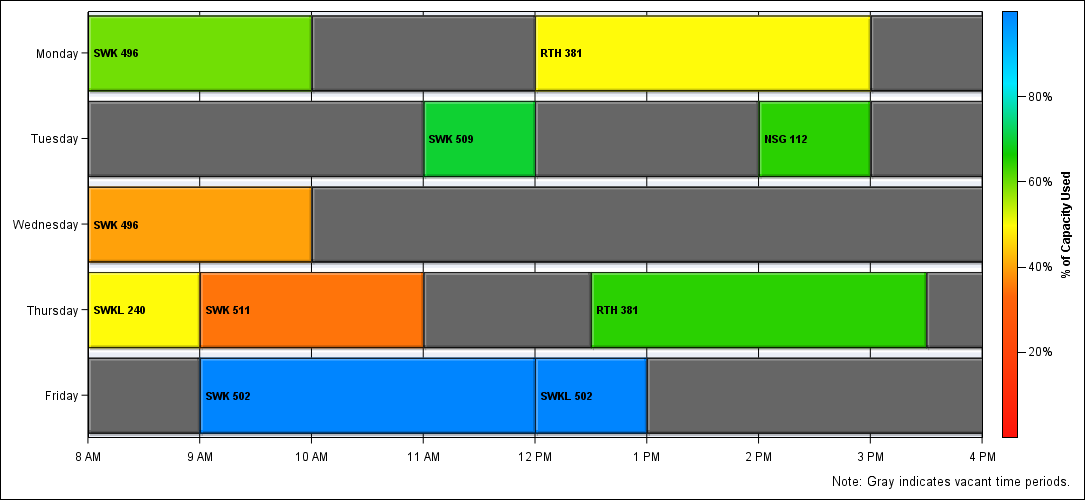 Monday
SWK 496
RTH 381
Tuesday
SWK 509
NSG 112
Wednesday
SWK 496
Thursday
SWKL 240
SWK 511
RTH 381
Friday
SWK 502
SWKL 502
8 AM 9 AM 10 AM 11 AM 12 PM 1 PM 2 PM 3 PM 4 PM
80%
60%
40%
20%
% of Capacity Used
Note: Gray indicates vacant time periods.